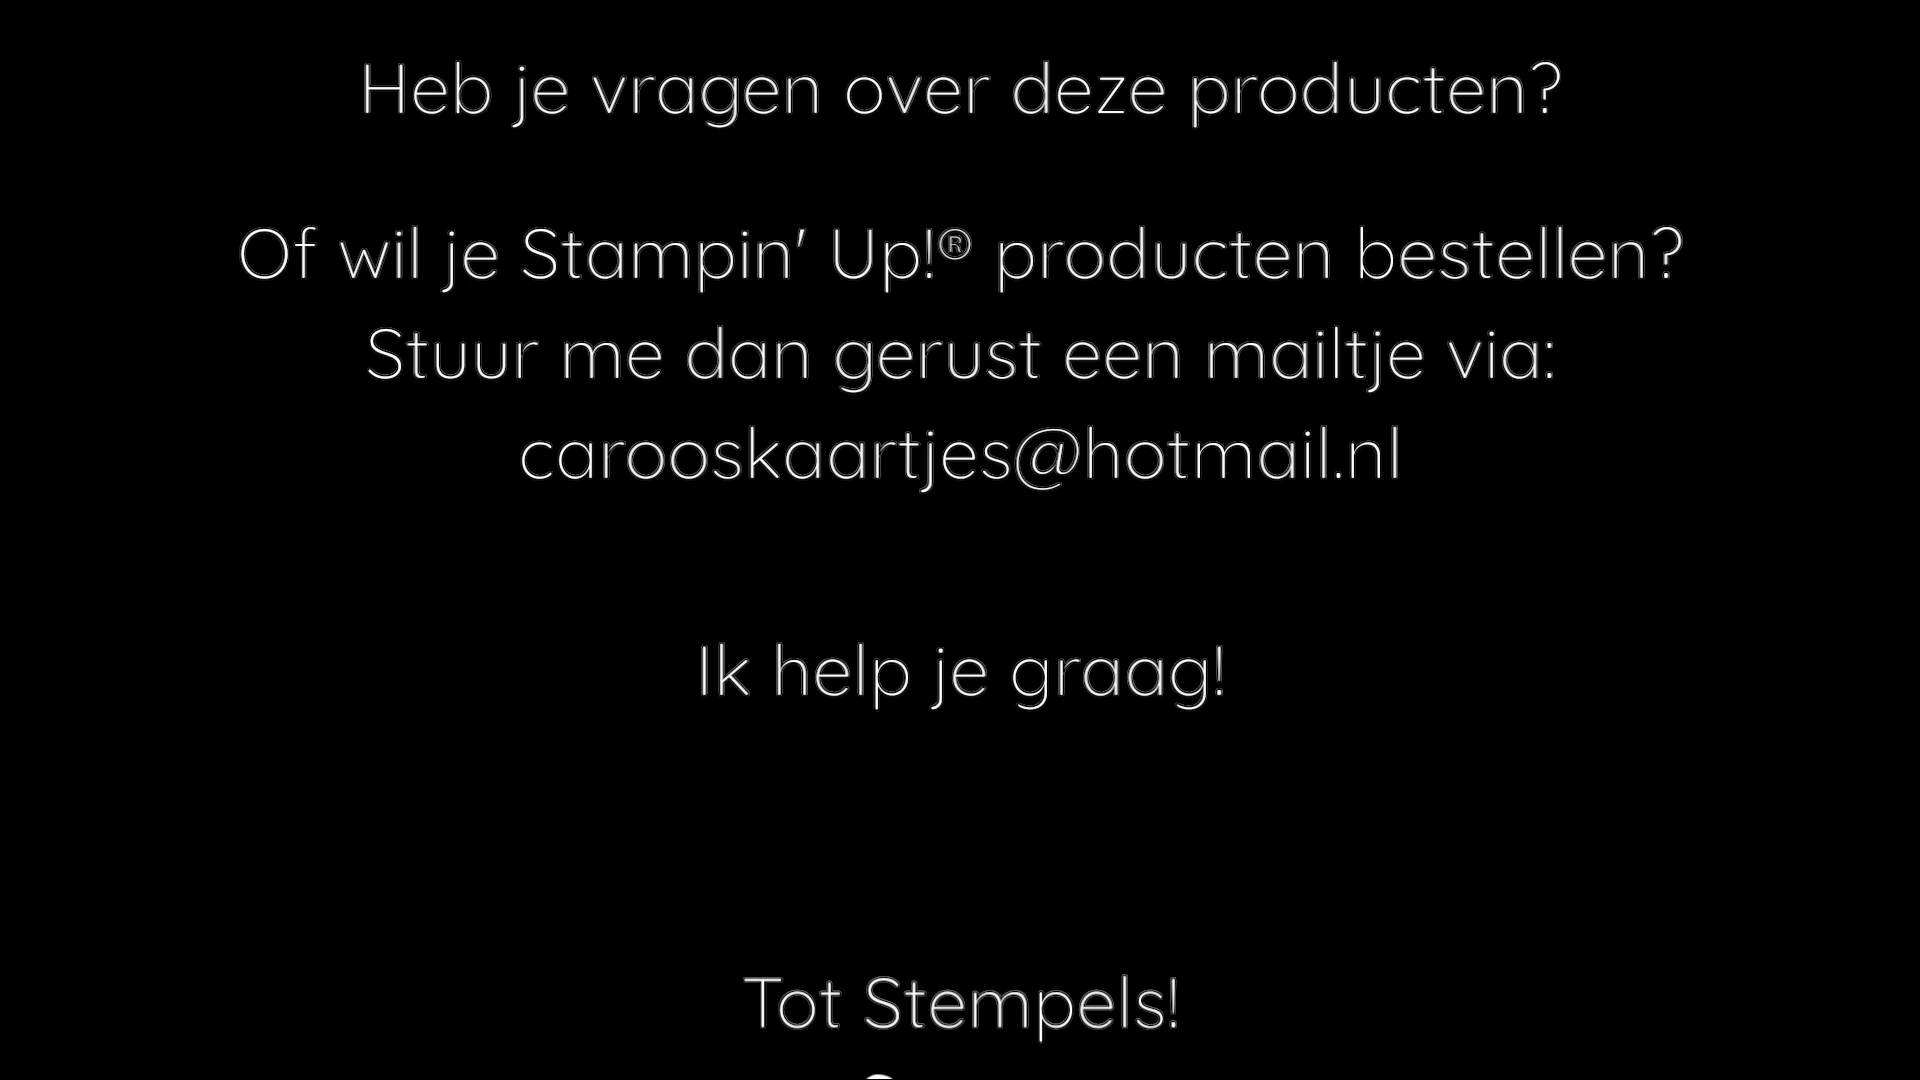 Heb je vragen over deze producten?
Of wil je Stampin' Up!® producten bestellen?
Stuur me dan gerust een mailtje via:
carooskaartjes@hotmail.nl
Ik help je graag!
Tot Stempels!